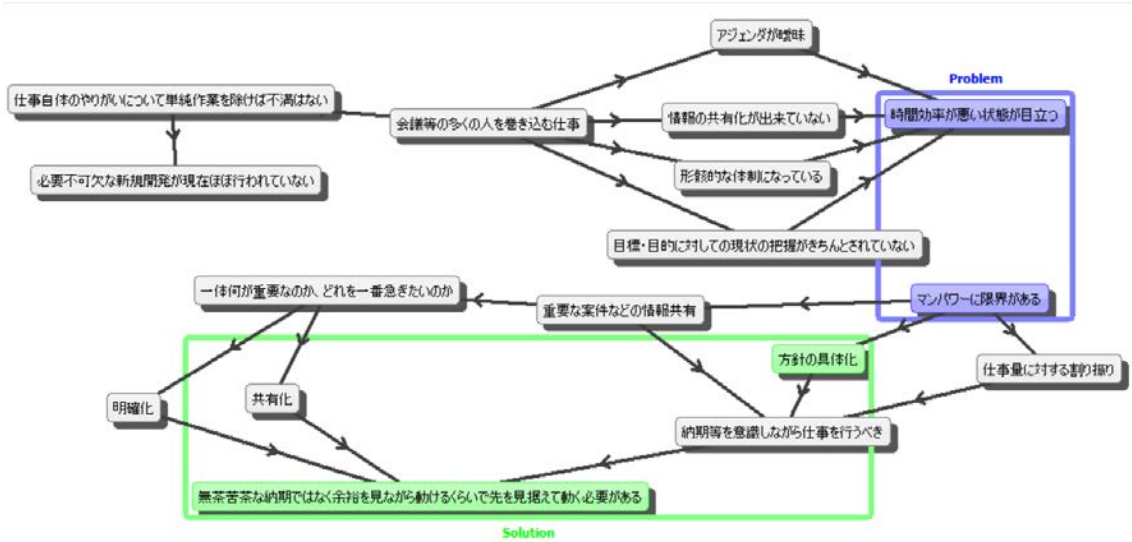 アジェンダが曖昧
Problem
仕事自体のやりがいについて単純作業を除けば不満はない
会議等の多くの人を巻き込む仕事
情報の共有化が出来ていない
時間効率が悪い状態が目立つ
必要不可欠な新規開発が現在ほぼ行われていない
形骸的な体制になっている
目標・目的に対しての現状の把握がきちんとされていない
一体何が重要なのか、どれを一番急ぎたいのか
重要な案件などの情報共有
マンパワーに限界がある
方針の具体化
仕事量に対する割り振り
明確化
共有化
納期等を意識しながら仕事を行うべき
無茶苦茶な納期ではなく余裕を見ながら動けるくらいで先を見据えて動く必要がある
Solution